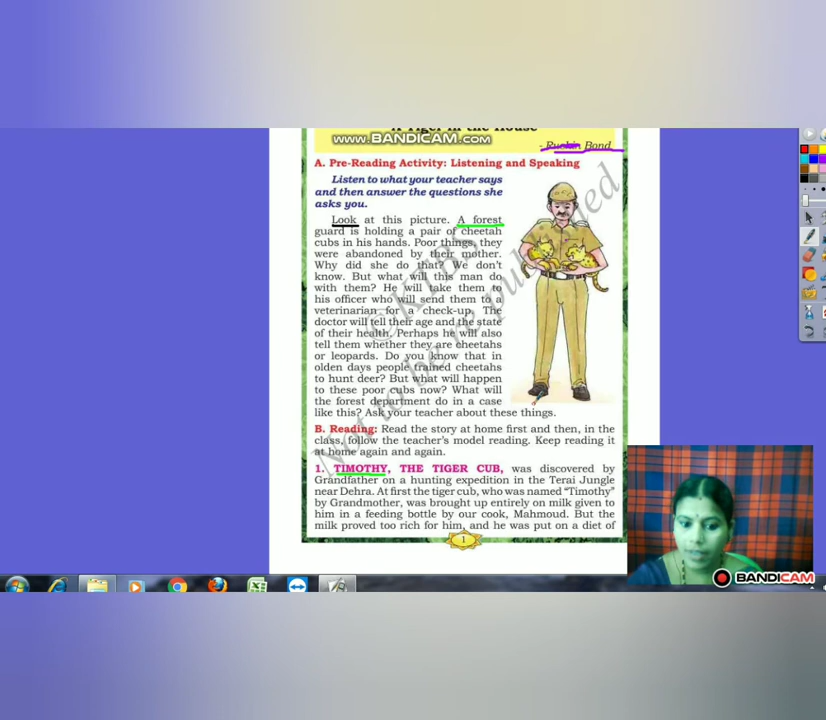 A Tiger in the House
www.BANDICAM.com
- Ruskin Bond
A. Pre-Reading Activity: Listening and Speaking
Listen to what your teacher says
and then answer the questions she
asks you.
Look at this picture. A forest
guard is holding a pair of cheetah
cubs in his hands. Poor things, they
were abandoned by their mother.
Why did she do that? We don't
know. But what will this man do
with them? He will take them to
his officer who will send them to a
veterinarian for a check-up. The
doctor will tell their age and the state
of their health. Perhaps he will also
tell them whether they are cheetahs
or leopards. Do you know that in
olden days people trained cheetahs
to hunt deer? But what will happen
to these poor cubs now? What will
the forest department do in a case
like this? Ask your teacher about these things.
B. Reading: Read the story at home first and then, in the
class, follow the teacher's model reading. Keep reading it
at home again and again.
1. TIMOTHY, THE TIGER CUB, was discovered by
Grandfather on a hunting expedition in the Terai Jungle
near Dehra. At first the tiger cub, who was named "Timothy"
by Grandmother, was brought up entirely on milk given to
him in a feeding bottle by our cook, Mahmoud. But the
milk proved too rich for him, and he was put on a diet of
1
©KTBS
Not to be republished
BANDICAM